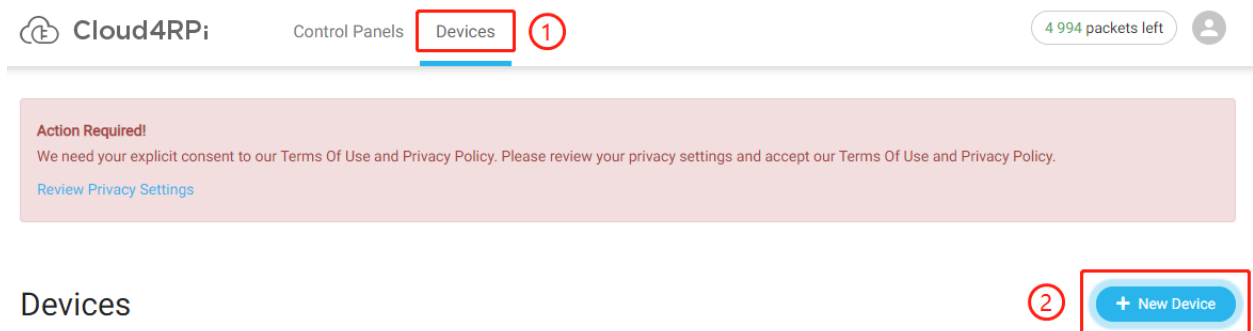 Cloud4RPi Control Panels Devices 1 4 994 packets left
Action Required!
We need your explicit consent to our Terms Of Use and Privacy Policy. Please review your privacy settings and accept our Terms Of Use and Privacy Policy.
Review Privacy Settings
Devices 2 + New Device